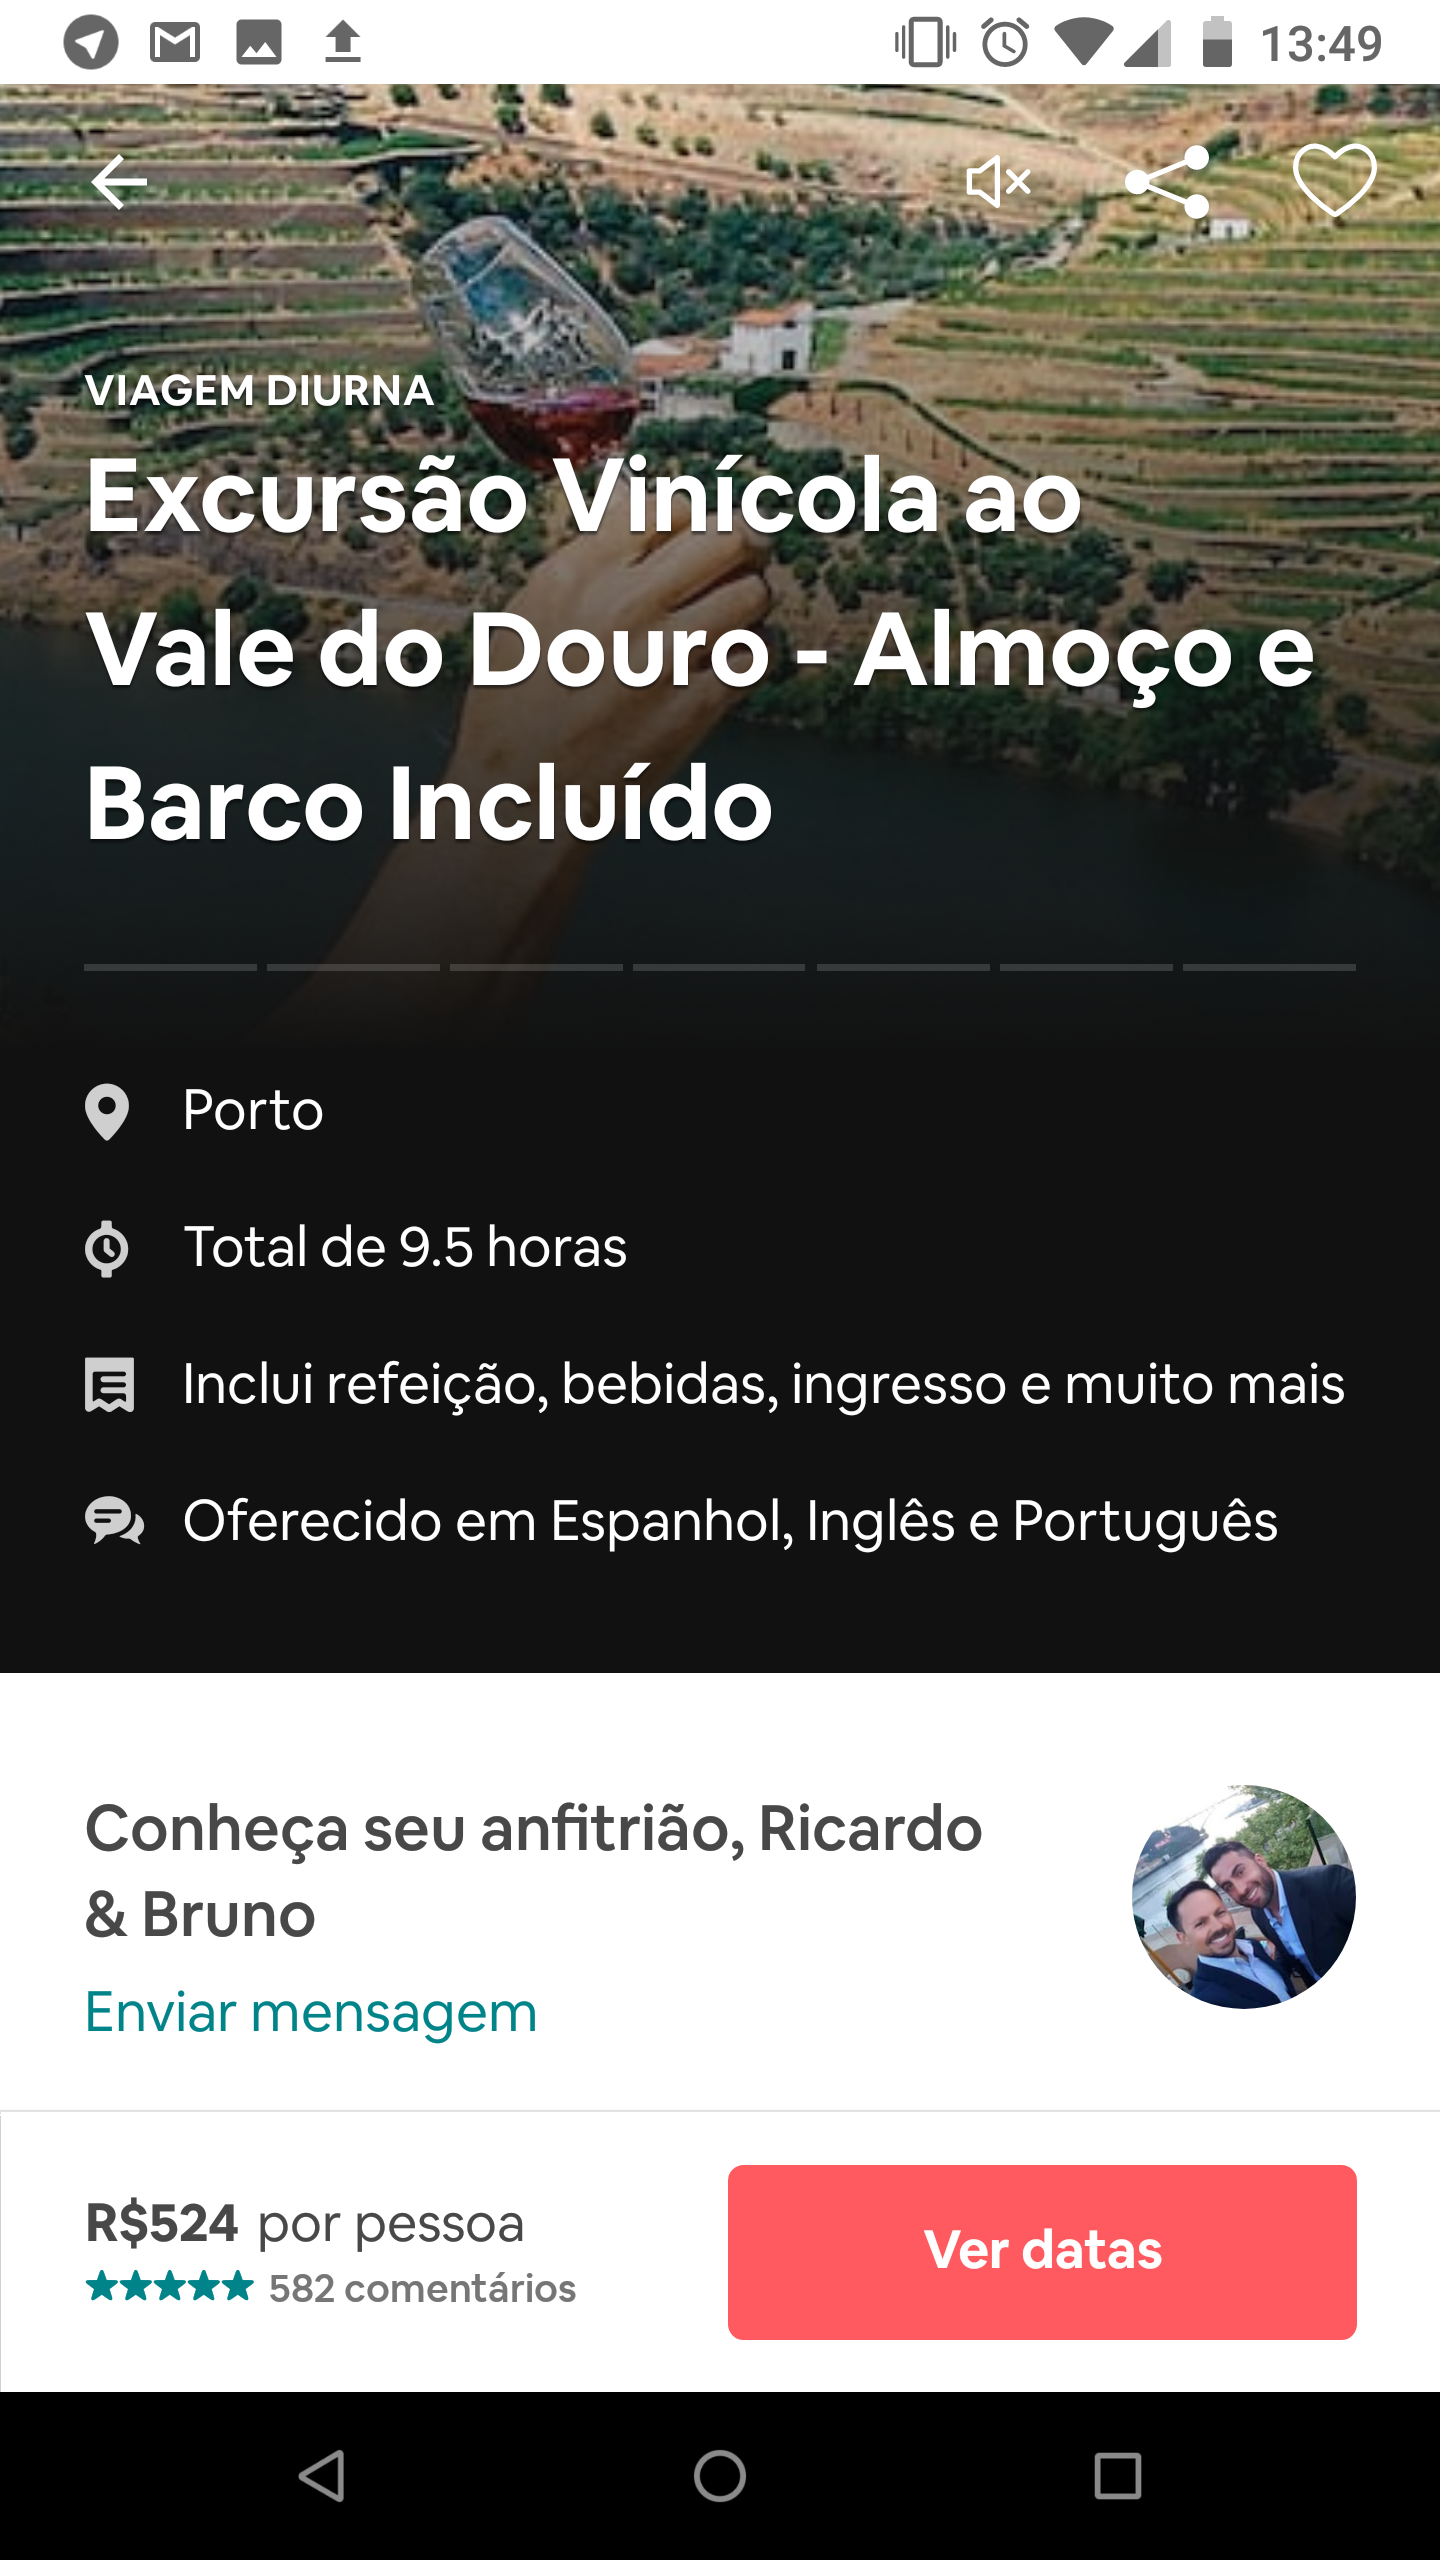 13:49
VIAGEM DIURNA
Excursão Vinícola ao
Vale do Douro - Almoço e
Barco Incluído
Porto
Total de 9.5 horas
Inclui refeição, bebidas, ingresso e muito mais
Oferecido em Espanhol, Inglês e Português
Conheça seu anfitrião, Ricardo
& Bruno
Enviar mensagem
R$524 por pessoa
582 comentários
Ver datas